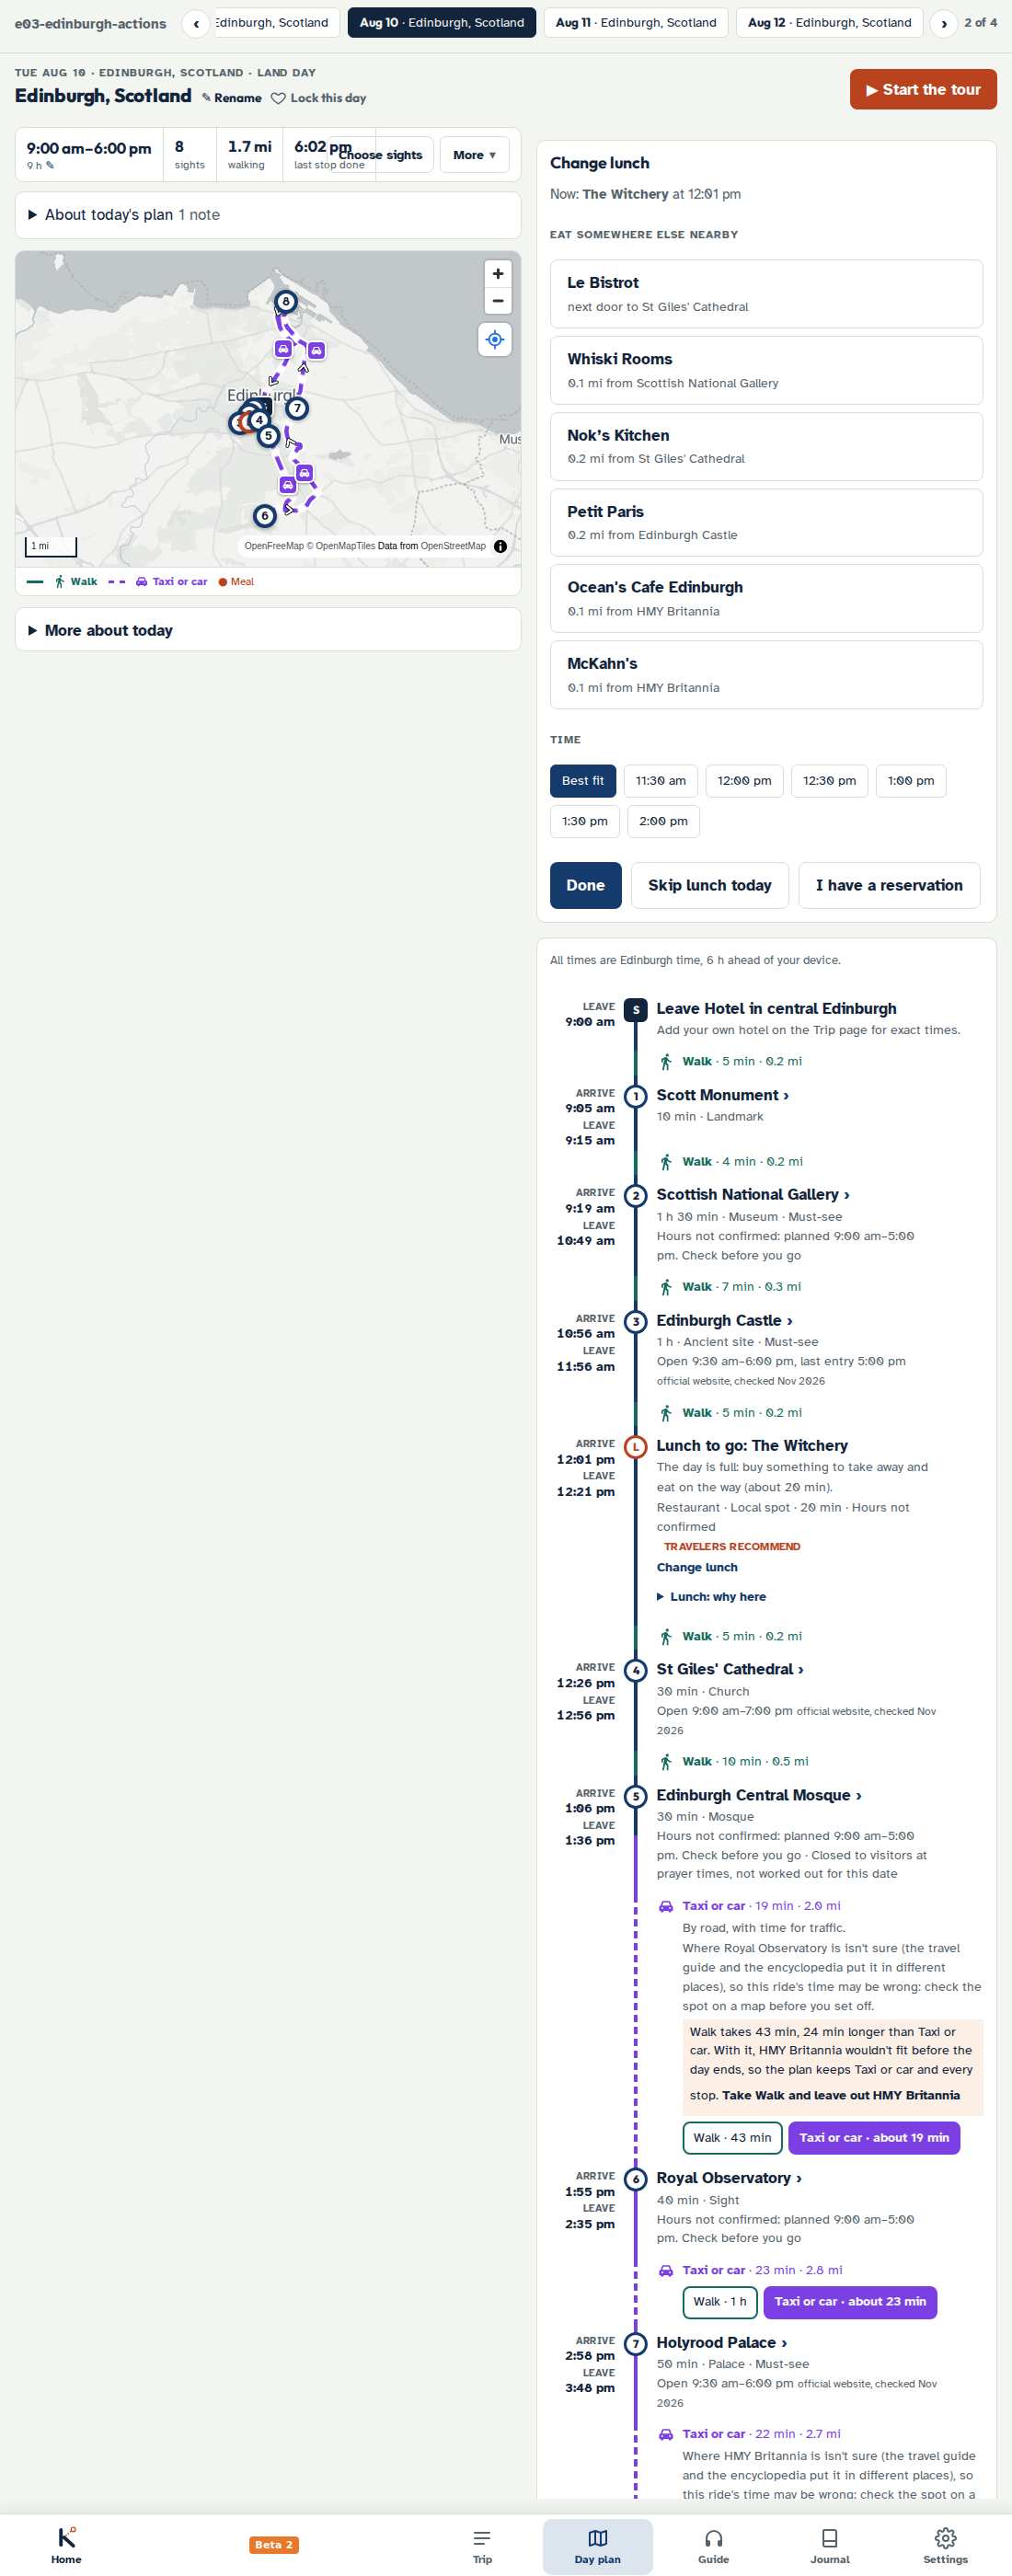 e03-edinburgh-actions
‹
Edinburgh, Scotland
Aug 10 · Edinburgh, Scotland
Aug 11 · Edinburgh, Scotland
Aug 12 · Edinburgh, Scotland
›
2 of 4
TUE AUG 10 · EDINBURGH, SCOTLAND · LAND DAY
Edinburgh, Scotland ✎ Rename Lock this day
▶ Start the tour
9:00 am–6:00 pm
9 h ✎
8
sights
1.7 mi
walking
6:02 pm
last stop done
Choose sights
More ▾
▶ About today's plan 1 note
+
−
8
Edinburgh
7
4
5
6
Mus
1 mi
OpenFreeMap © OpenMapTiles Data from OpenStreetMap
Walk Taxi or car Meal
▶ More about today
Change lunch
Now: The Witchery at 12:01 pm
EAT SOMEWHERE ELSE NEARBY
Le Bistrot
next door to St Giles' Cathedral
Whiski Rooms
0.1 mi from Scottish National Gallery
Nok’s Kitchen
0.2 mi from St Giles' Cathedral
Petit Paris
0.2 mi from Edinburgh Castle
Ocean's Cafe Edinburgh
0.1 mi from HMY Britannia
McKahn's
0.1 mi from HMY Britannia
TIME
Best fit 11:30 am 12:00 pm 12:30 pm 1:00 pm
1:30 pm 2:00 pm
Done Skip lunch today I have a reservation
All times are Edinburgh time, 6 h ahead of your device.
LEAVE
9:00 am
S
Leave Hotel in central Edinburgh
Add your own hotel on the Trip page for exact times.
Walk · 5 min · 0.2 mi
ARRIVE
9:05 am
LEAVE
9:15 am
1
Scott Monument ›
10 min · Landmark
Walk · 4 min · 0.2 mi
ARRIVE
9:19 am
LEAVE
10:49 am
2
Scottish National Gallery ›
1 h 30 min · Museum · Must-see
Hours not confirmed: planned 9:00 am–5:00
pm. Check before you go
Walk · 7 min · 0.3 mi
ARRIVE
10:56 am
LEAVE
11:56 am
3
Edinburgh Castle ›
1 h · Ancient site · Must-see
Open 9:30 am–6:00 pm, last entry 5:00 pm
official website, checked Nov 2026
Walk · 5 min · 0.2 mi
ARRIVE
12:01 pm
LEAVE
12:21 pm
L
Lunch to go: The Witchery
The day is full: buy something to take away and
eat on the way (about 20 min).
Restaurant · Local spot · 20 min · Hours not
confirmed
TRAVELERS RECOMMEND
Change lunch
▶ Lunch: why here
Walk · 5 min · 0.2 mi
ARRIVE
12:26 pm
LEAVE
12:56 pm
4
St Giles' Cathedral ›
30 min · Church
Open 9:00 am–7:00 pm official website, checked Nov
2026
Walk · 10 min · 0.5 mi
ARRIVE
1:06 pm
LEAVE
1:36 pm
5
Edinburgh Central Mosque ›
30 min · Mosque
Hours not confirmed: planned 9:00 am–5:00
pm. Check before you go · Closed to visitors at
prayer times, not worked out for this date
Taxi or car · 19 min · 2.0 mi
By road, with time for traffic.
Where Royal Observatory is isn't sure (the travel
guide and the encyclopedia put it in different
places), so this ride's time may be wrong: check the
spot on a map before you set off.
Walk takes 43 min, 24 min longer than Taxi or
car. With it, HMY Britannia wouldn't fit before the
day ends, so the plan keeps Taxi or car and every
stop. Take Walk and leave out HMY Britannia
Walk · 43 min Taxi or car · about 19 min
ARRIVE
1:55 pm
LEAVE
2:35 pm
6
Royal Observatory ›
40 min · Sight
Hours not confirmed: planned 9:00 am–5:00
pm. Check before you go
Taxi or car · 23 min · 2.8 mi
Walk · 1 h Taxi or car · about 23 min
ARRIVE
2:58 pm
LEAVE
3:48 pm
7
Holyrood Palace ›
50 min · Palace · Must-see
Open 9:30 am–6:00 pm official website, checked Nov
2026
Taxi or car · 22 min · 2.7 mi
Where HMY Britannia is isn't sure (the travel guide
and the encyclopedia put it in different places), so
this ride's time may be wrong: check the spot on a
Home
Beta 2
Trip
Day plan
Guide
Journal
Settings